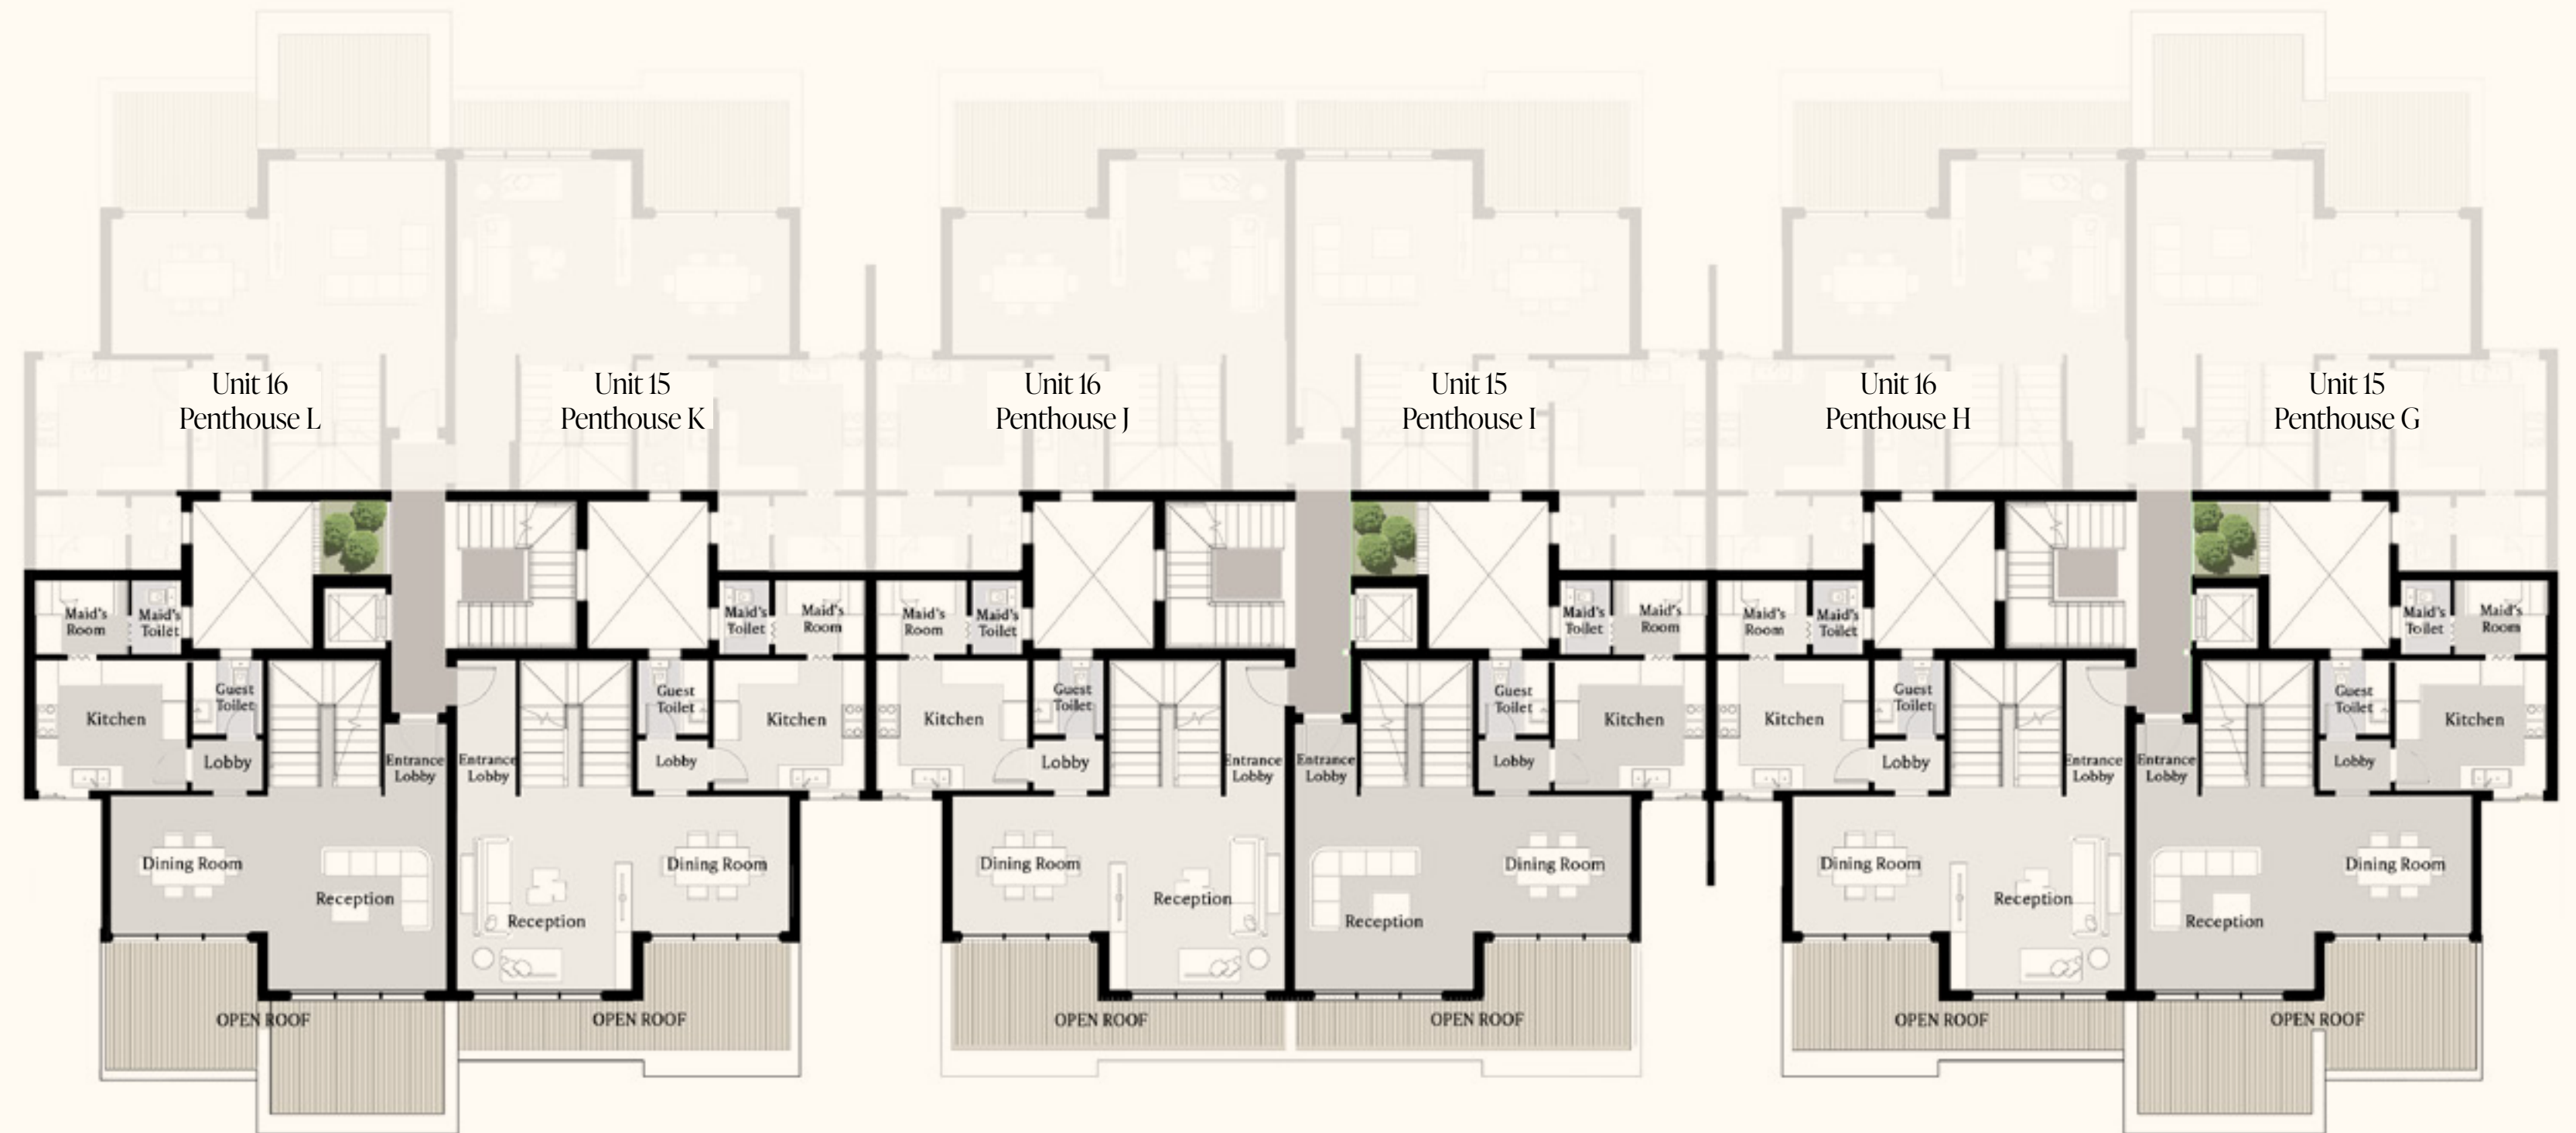 Unit 16
Penthouse L
Unit 15
Penthouse K
Unit 16
Penthouse J
Unit 15
Penthouse I
Unit 16
Penthouse H
Unit 15
Penthouse G
Maid's
Room
Maid's
Toilet
Maid's
Toilet
Maid's
Room
Maid's
Room
Maid's
Toilet
Maid's
Toilet
Maid's
Room
Maid's
Room
Maid's
Toilet
Maid's
Toilet
Maid's
Room
Kitchen
Guest
Toilet
Lobby
Entrance
Lobby
Entrance
Lobby
Guest
Toilet
Lobby
Kitchen
Kitchen
Guest
Toilet
Lobby
Entrance
Lobby
Entrance
Lobby
Guest
Toilet
Lobby
Kitchen
Kitchen
Guest
Toilet
Lobby
Entrance
Lobby
Entrance
Lobby
Guest
Toilet
Lobby
Kitchen
Dining Room
Reception
Reception
Dining Room
Dining Room
Reception
Reception
Dining Room
Dining Room
Reception
Reception
Dining Room
OPEN ROOF
OPEN ROOF
OPEN ROOF
OPEN ROOF
OPEN ROOF
OPEN ROOF